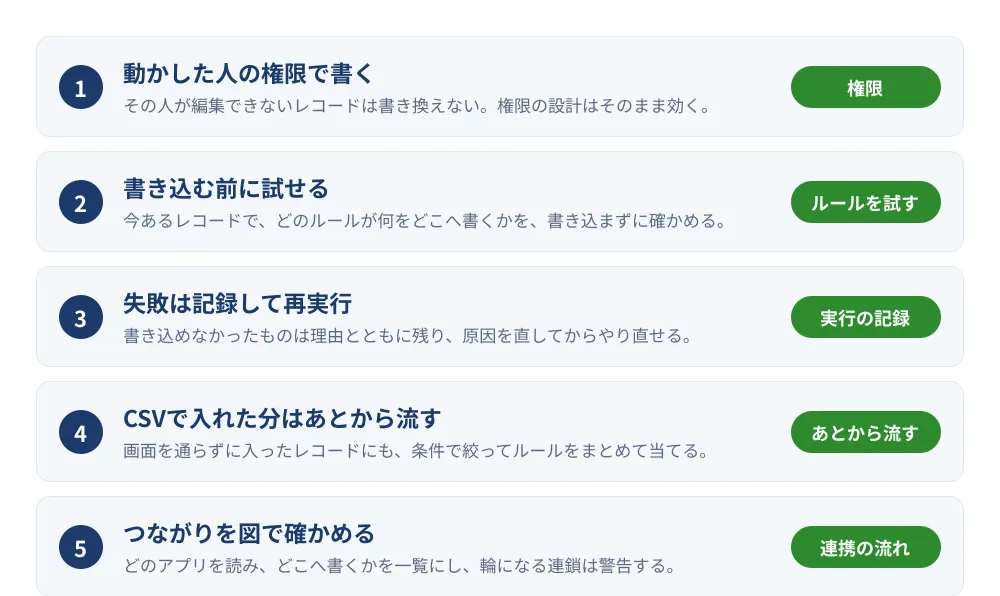 1
動かした人の権限で書く
その人が編集できないレコードは書き換えない。権限の設計はそのまま効く。
権限
2
書き込む前に試せる
今あるレコードで、どのルールが何をどこへ書くかを、書き込まずに確かめる。
ルールを試す
3
失敗は記録して再実行
書き込めなかったものは理由とともに残り、原因を直してからやり直せる。
実行の記録
4
CSVで入れた分はあとから流す
画面を通らずに入ったレコードにも、条件で絞ってルールをまとめて当てる。
あとから流す
5
つながりを図で確かめる
どのアプリを読み、どこへ書くかを一覧にし、輪になる連鎖は警告する。
連携の流れ